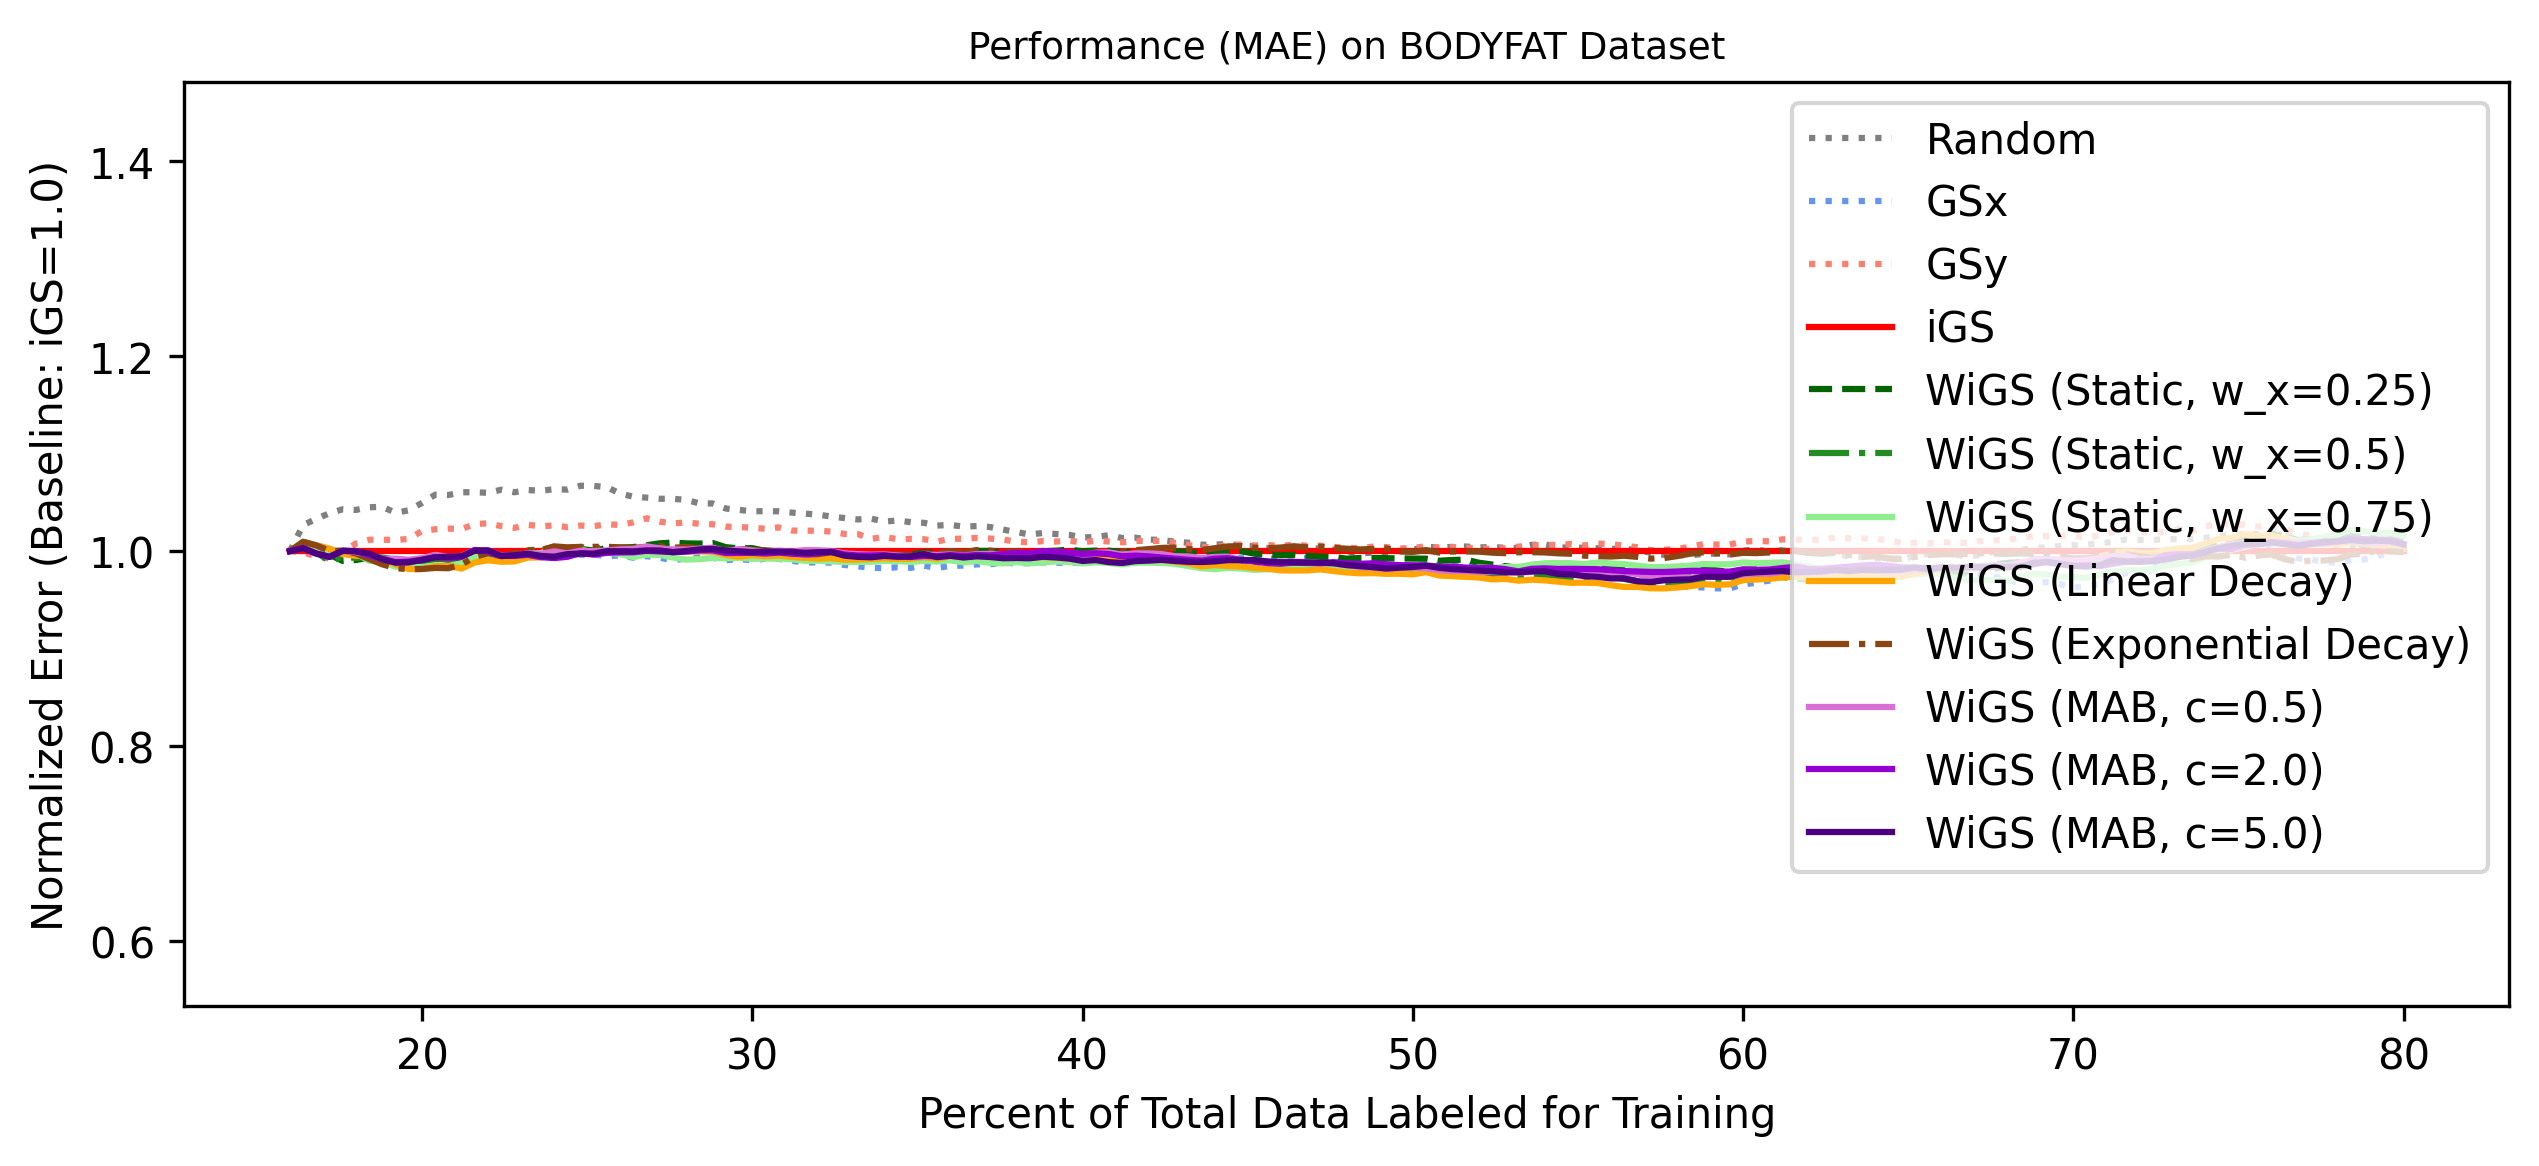 Performance (MAE) on BODYFAT Dataset
Normalized Error (Baseline: iGS=1.0)
1.4
1.2
1.0
0.8
0.6
Random
GSx
GSy
iGS
WiGS (Static, w_x=0.25)
WiGS (Static, w_x=0.5)
WiGS (Static, w_x=0.75)
WiGS (Linear Decay)
WiGS (Exponential Decay)
WiGS (MAB, c=0.5)
WiGS (MAB, c=2.0)
WiGS (MAB, c=5.0)
20 30 40 50 60 70 80
Percent of Total Data Labeled for Training